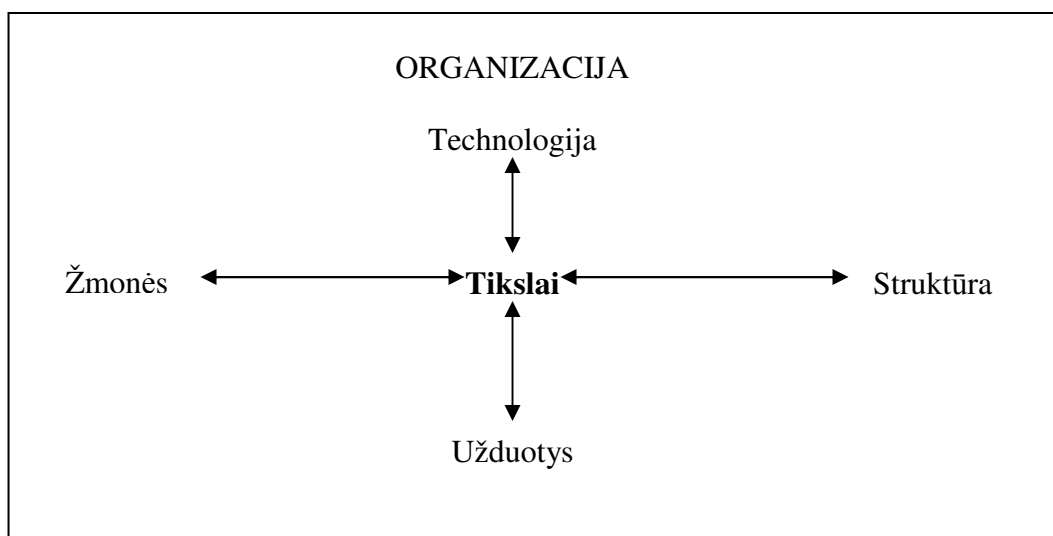 ORGANIZACIJA
Technologija
Žmonės Tikslai Struktūra
Užduotys